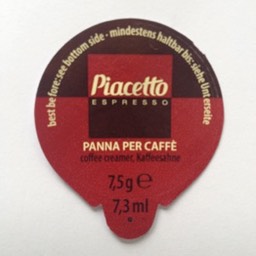 best before: see bottom side - mindestens haltbar bis: siehe Unterseite
Piacetto
ESPRESSO
PANNA PER CAFFÈ
coffee creamer, Kaffeesahne
7,5g e
7,3 ml